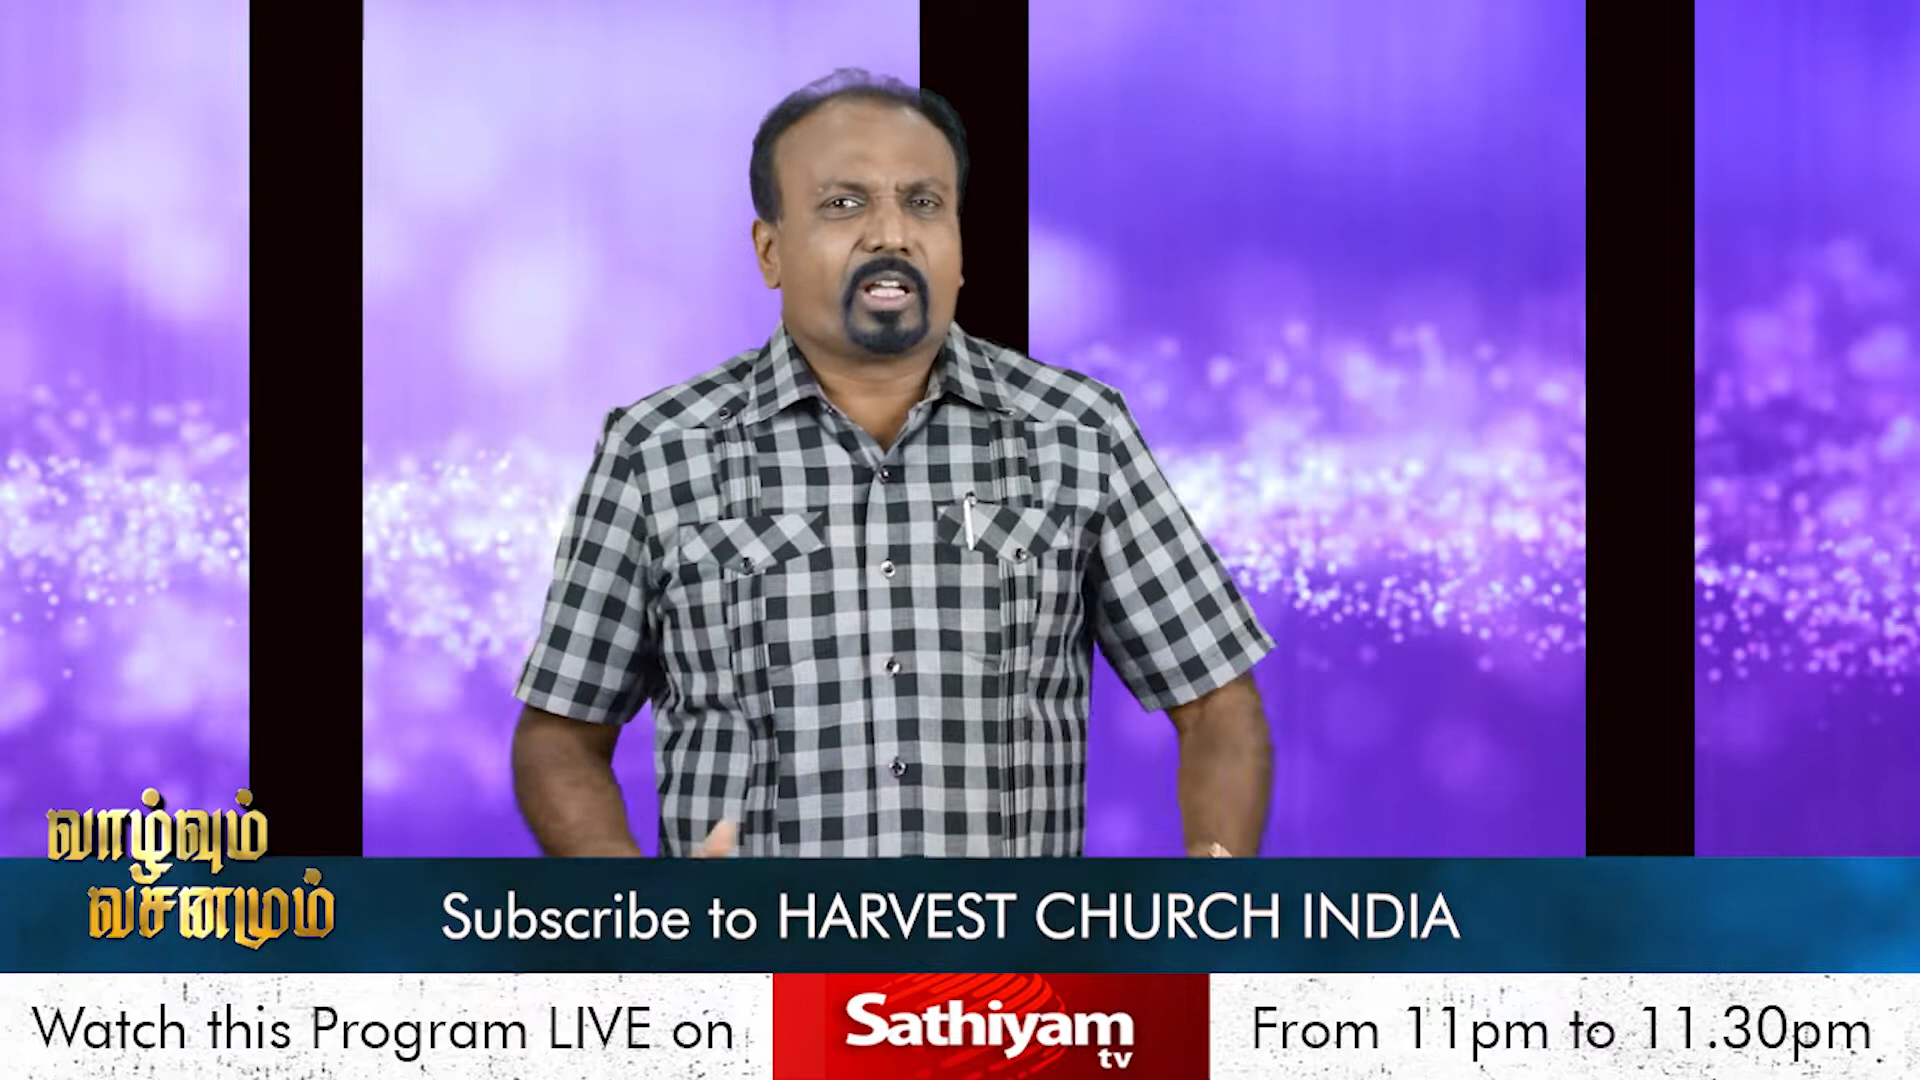 வாழ்வும்
வசனமும்
Subscribe to HARVEST CHURCH INDIA
Watch this Program LIVE on
Sathiyam
tv
From 11pm to 11.30pm